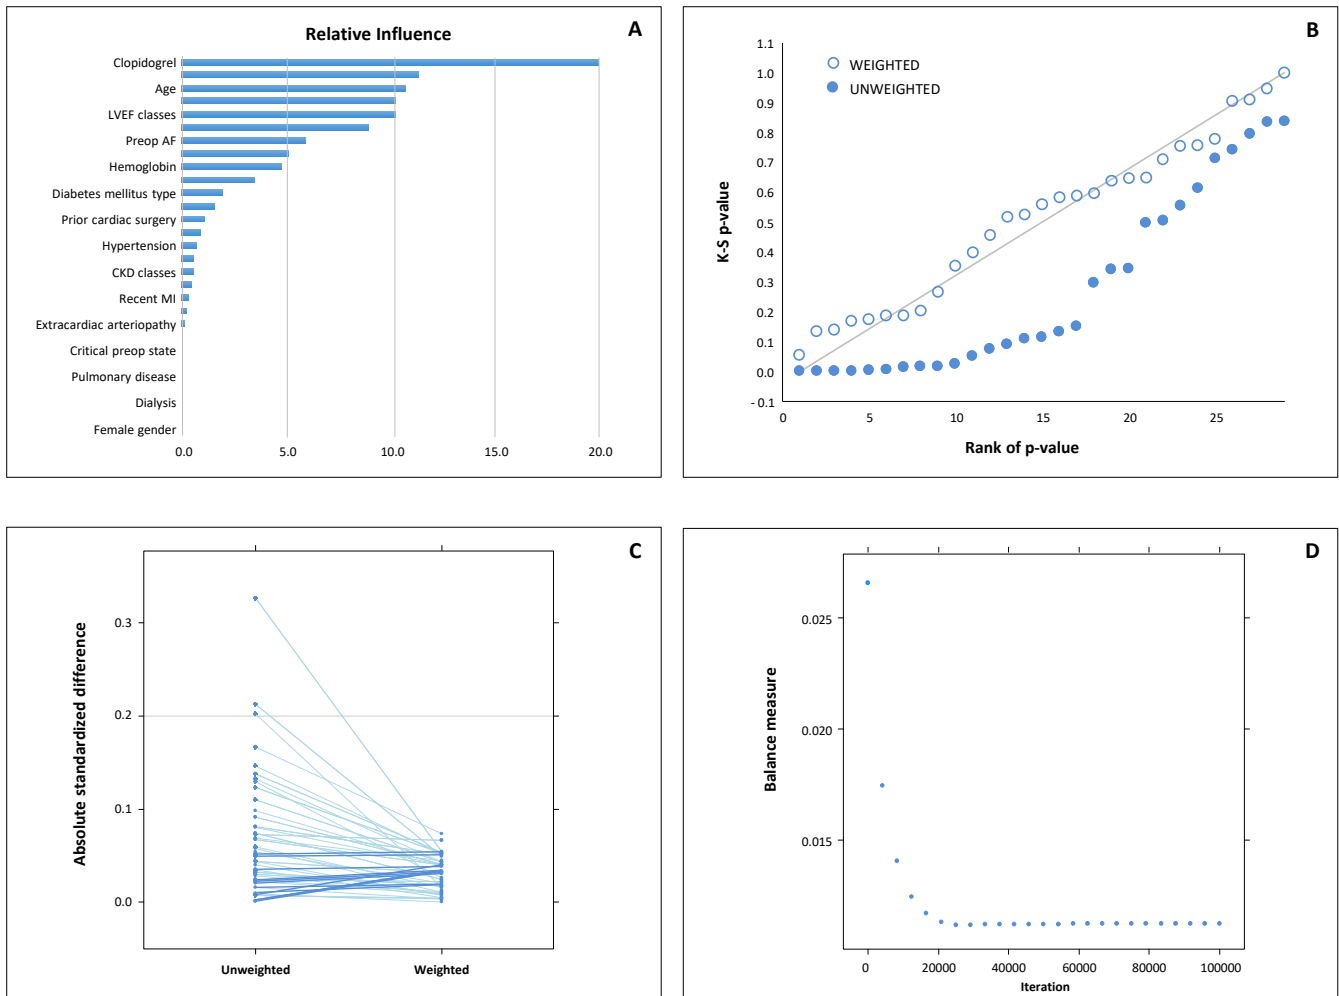 A
Relative Influence
Clopidogrel
Age
LVEF classes
Preop AF
Hemoglobin
Diabetes mellitus type
Prior cardiac surgery
Hypertension
CKD classes
Recent MI
Extracardiac arteriopathy
Critical preop state
Pulmonary disease
Dialysis
Female gender
0.0 5.0 10.0 15.0 20.0
B
WEIGHTED
UNWEIGHTED
K-S p-value
1.1
1.0
0.9
0.8
0.7
0.6
0.5
0.4
0.3
0.2
0.1
0.0
- 0.1
0 5 10 15 20 25
Rank of p-value
C
Absolute standardized difference
0.3
0.2
0.1
0.0
Unweighted Weighted
D
Balance measure
0.025
0.020
0.015
0 20000 40000 60000 80000 100000
Iteration